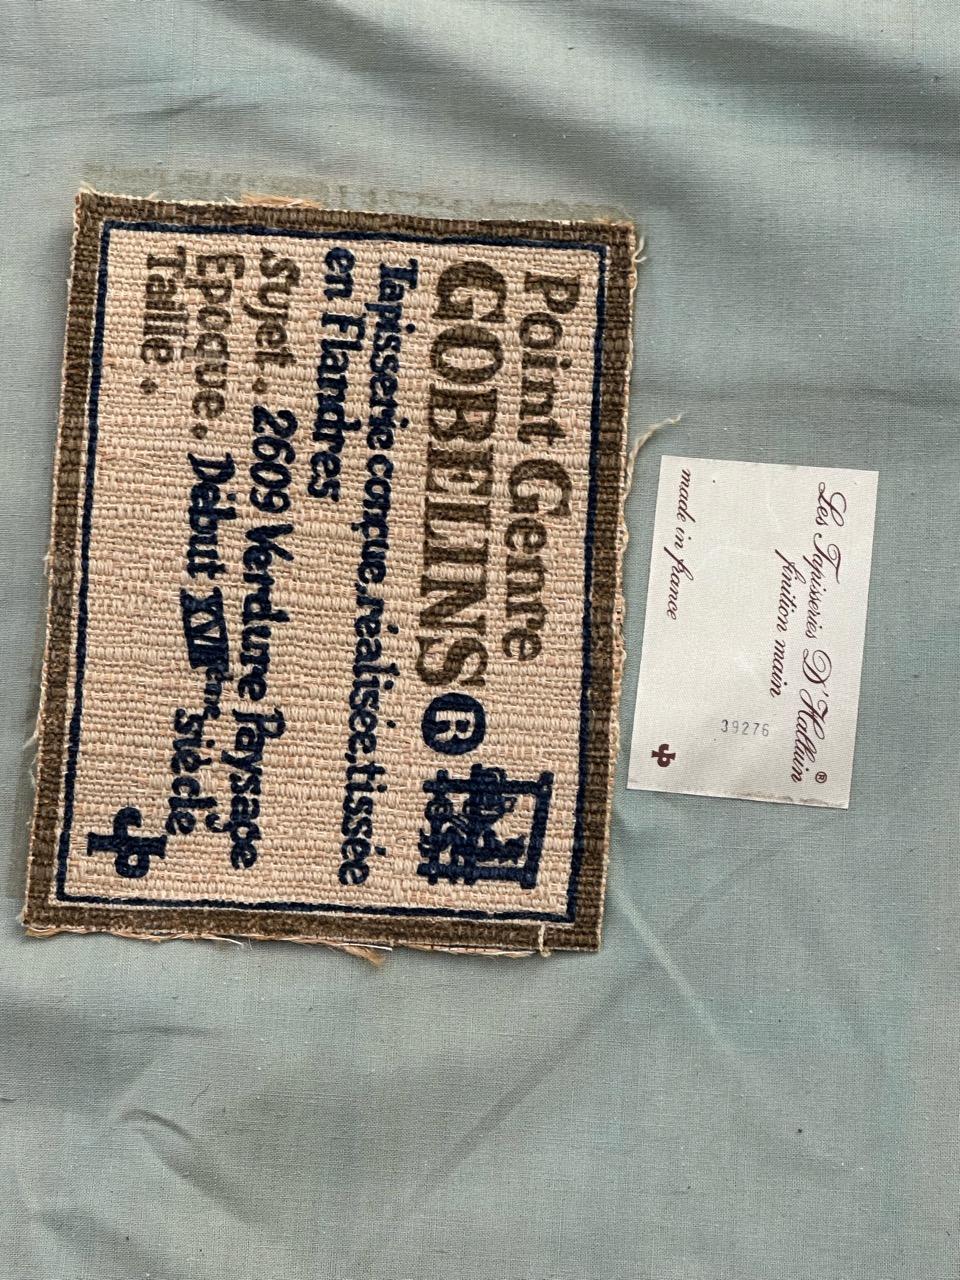 Point Genre
GOBELINS®
Tapisserie conçue, réalisée, tissée
en Flandres
Sujet. 2609 Verdure Paysage
Epoque. Début XVIème siècle
Taille.
Les Tapisseries D'Halluin®
finition main
39276
made in france